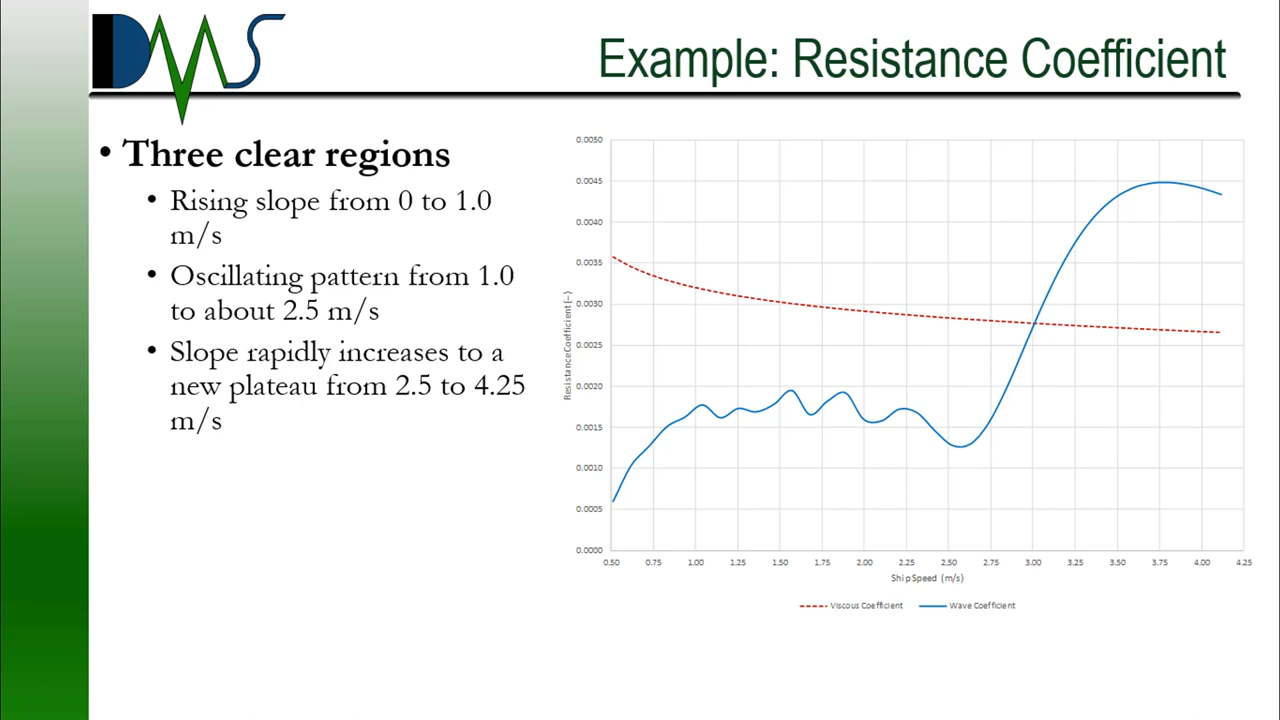 DMS
Example: Resistance Coefficient
• Three clear regions
• Rising slope from 0 to 1.0
m/s
• Oscillating pattern from 1.0
to about 2.5 m/s
• Slope rapidly increases to a
new plateau from 2.5 to 4.25
m/s
0.0050
0.0045
0.0040
0.0035
0.0030
0.0025
0.0020
0.0015
0.0010
0.0005
0.0000
Resistance Coefficient (--)
0.50 0.75 1.00 1.25 1.50 1.75 2.00 2.25 2.50 2.75 3.00 3.25 3.50 3.75 4.00 4.25
Ship Speed (m/s)
Viscous Coefficient Wave Coefficient